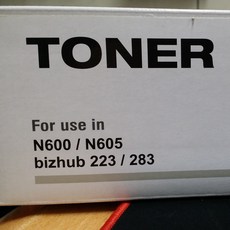 TONER
For use in
N600 / N605
bizhub 223 / 283